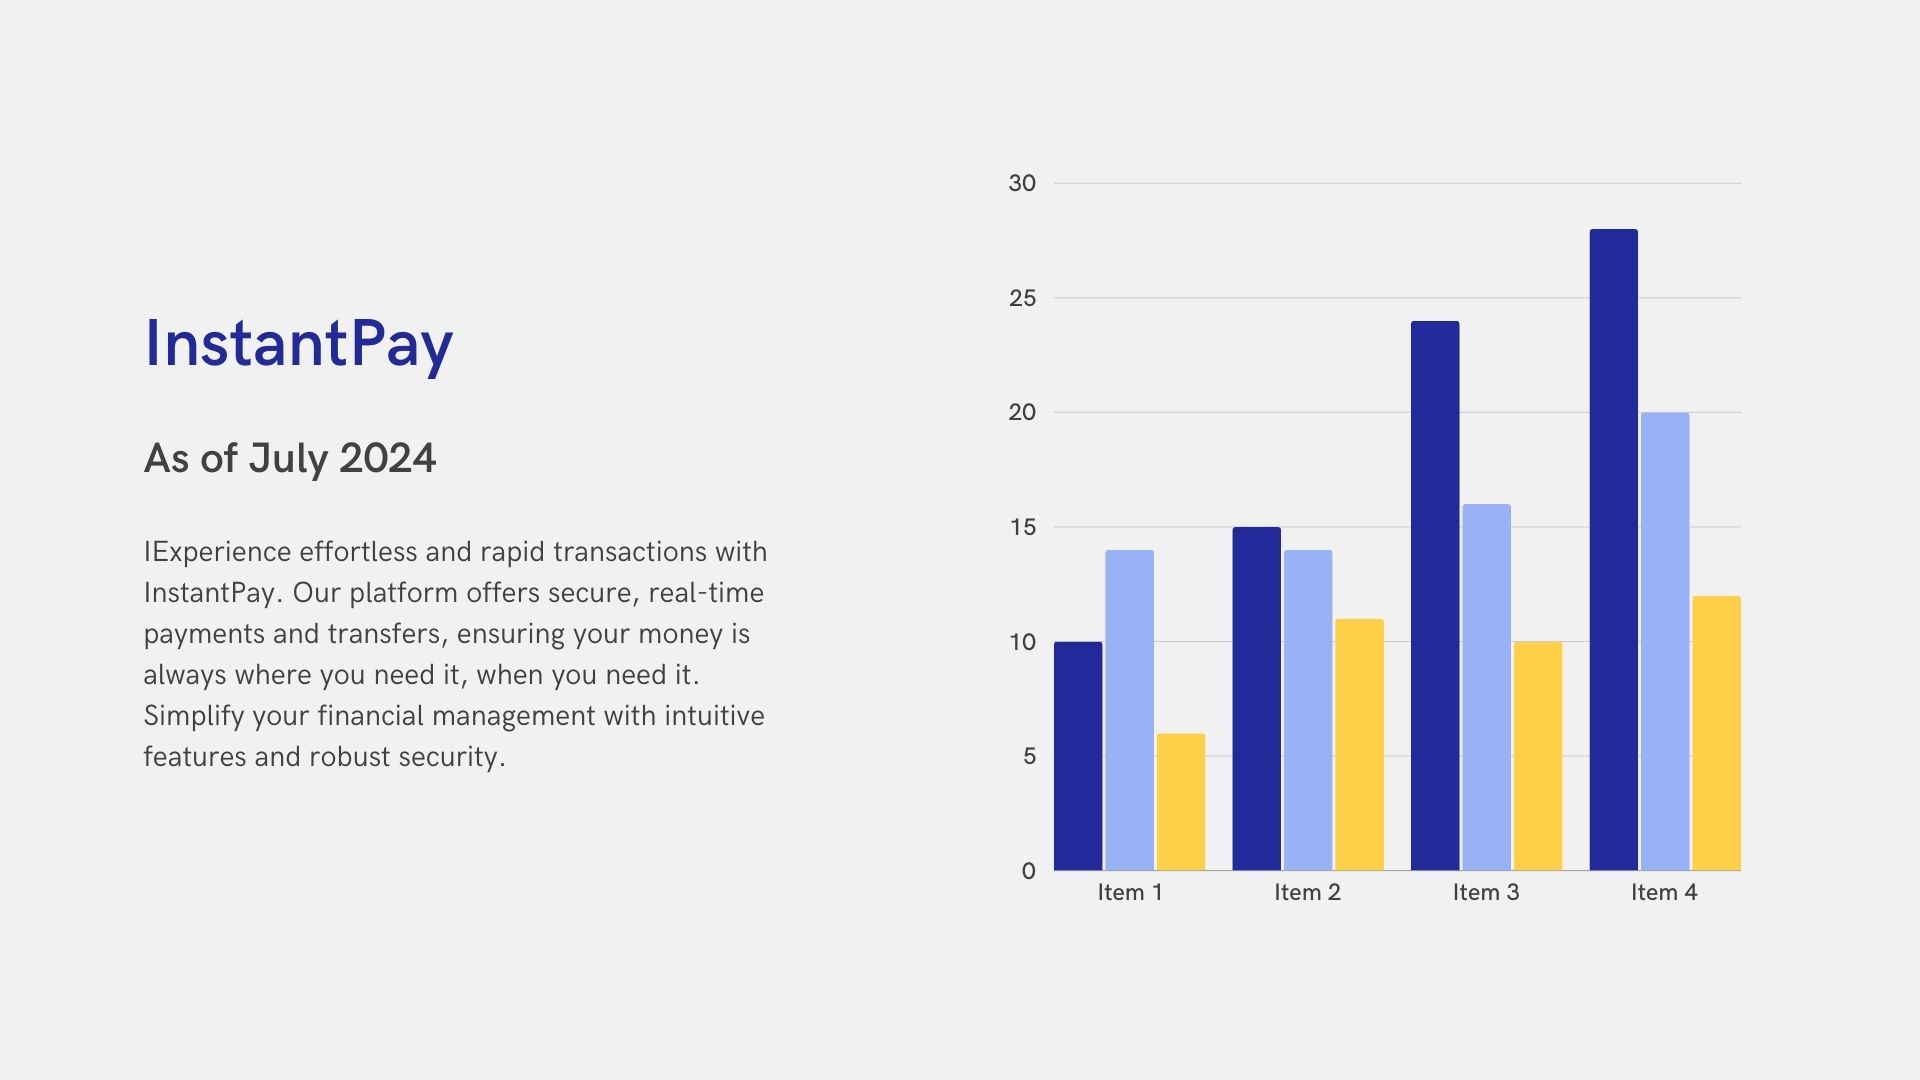 InstantPay
As of July 2024
IExperience effortless and rapid transactions with
InstantPay. Our platform offers secure, real-time
payments and transfers, ensuring your money is
always where you need it, when you need it.
Simplify your financial management with intuitive
features and robust security.
30
25
20
15
10
5
0
Item 1
Item 2
Item 3
Item 4